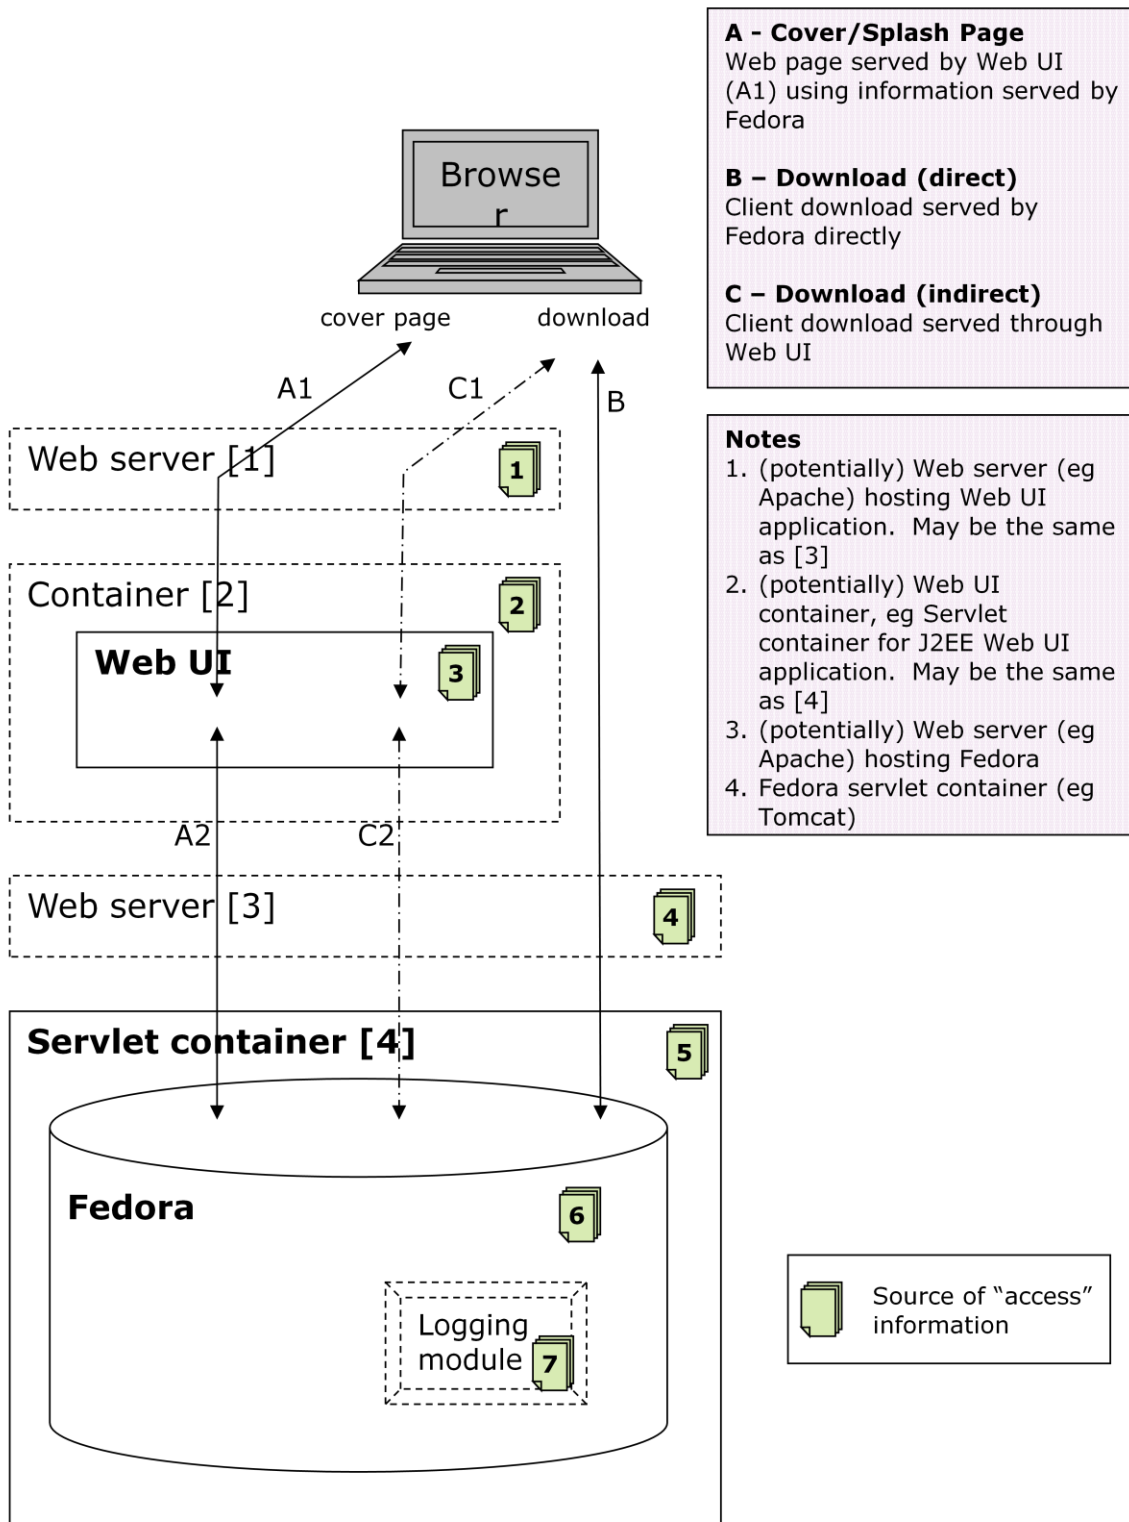 A - Cover/Splash Page
Web page served by Web UI
(A1) using information served by
Fedora
B – Download (direct)
Client download served by
Fedora directly
C – Download (indirect)
Client download served through
Web UI
Browse
r
cover page
download
A1
C1
B
Web server [1]
1
Container [2]
2
Web UI
3
A2
C2
Notes
1. (potentially) Web server (eg
Apache) hosting Web UI
application.  May be the same
as [3]
2. (potentially) Web UI
container, eg Servlet
container for J2EE Web UI
application.  May be the same
as [4]
3. (potentially) Web server (eg
Apache) hosting Fedora
4. Fedora servlet container (eg
Tomcat)
Web server [3]
4
Servlet container [4]
5
Fedora
6
Logging
module
7
Source of “access”
information